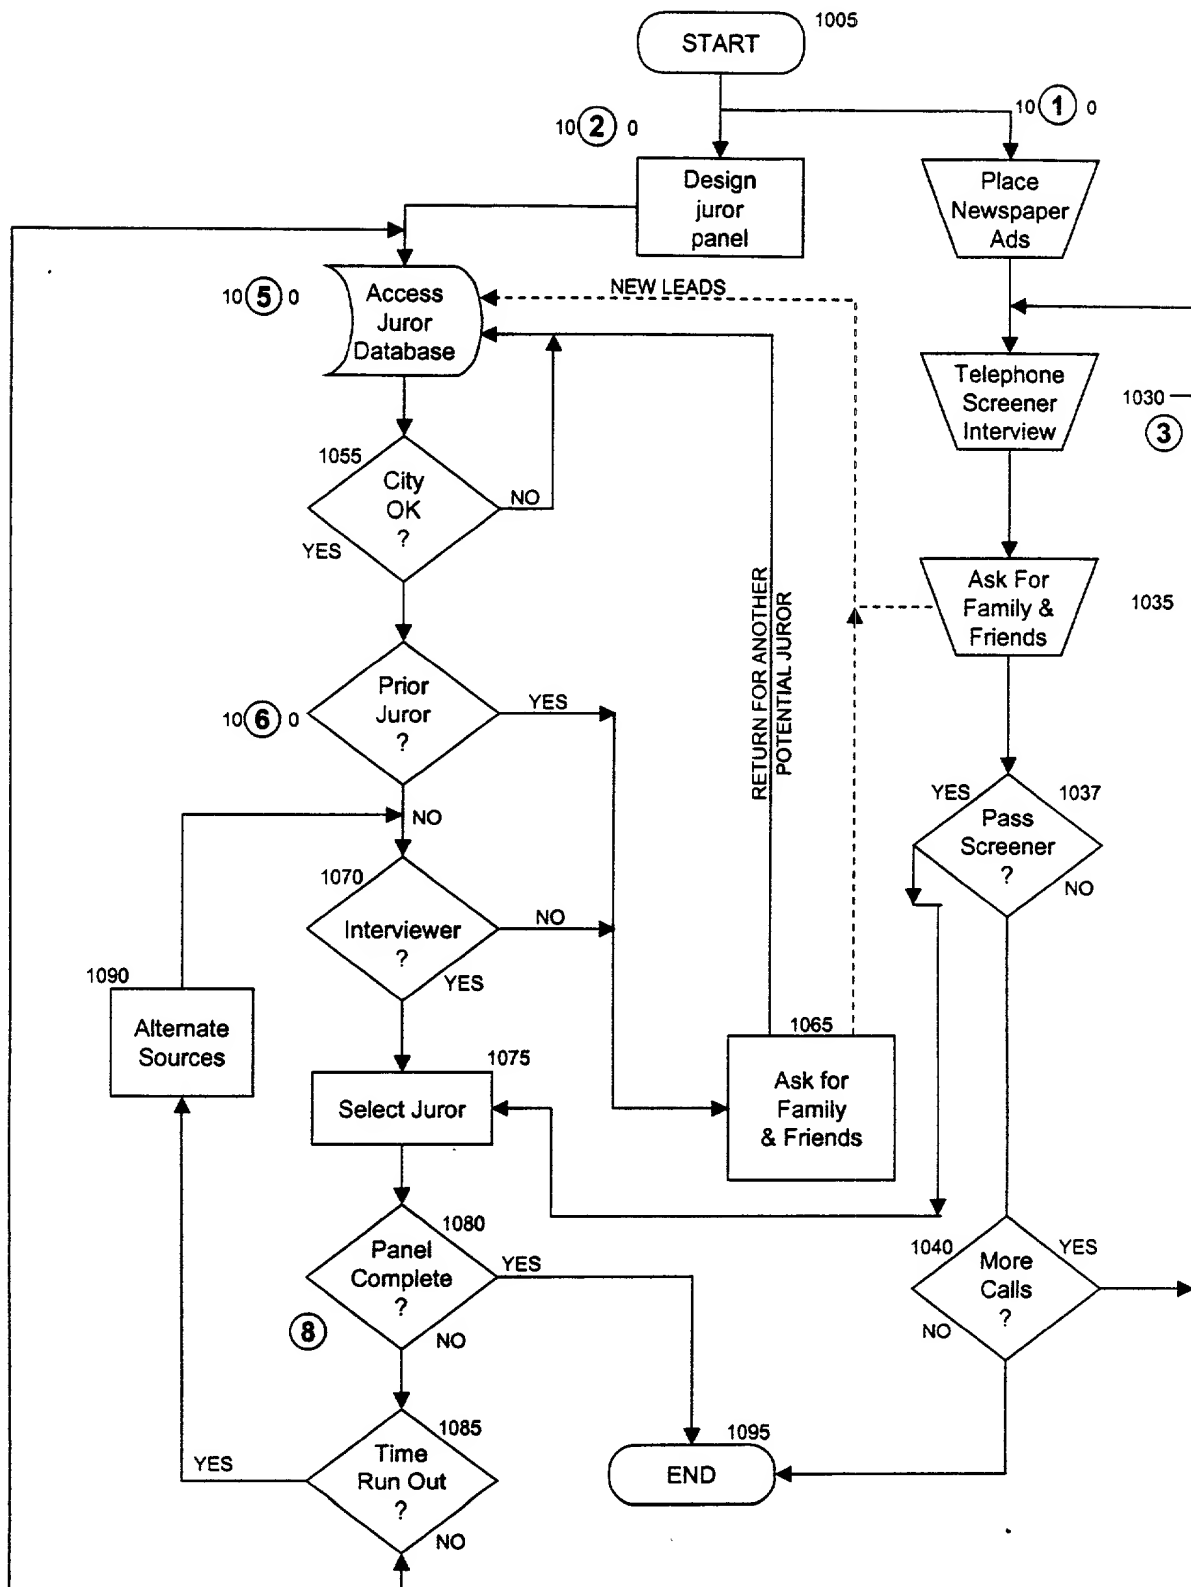 1005
START
10 1 0
10 2 0
Place
Newspaper
Ads
Design
juror
panel
10 5 0
Access
Juror
Database
NEW LEADS
Telephone
Screener
Interview
1030
3
1055
City
OK
?
NO
YES
Ask For
Family &
Friends
1035
RETURN FOR ANOTHER
POTENTIAL JUROR
10 6 0
Prior
Juror
?
YES
NO
YES
1037
Pass
Screener
?
NO
1070
Interviewer
?
NO
YES
1090
Alternate
Sources
1065
Ask for
Family
& Friends
1075
Select Juror
1080
Panel
Complete
?
YES
NO
8
1040
More
Calls
?
YES
NO
1085
Time
Run Out
?
YES
NO
1095
END